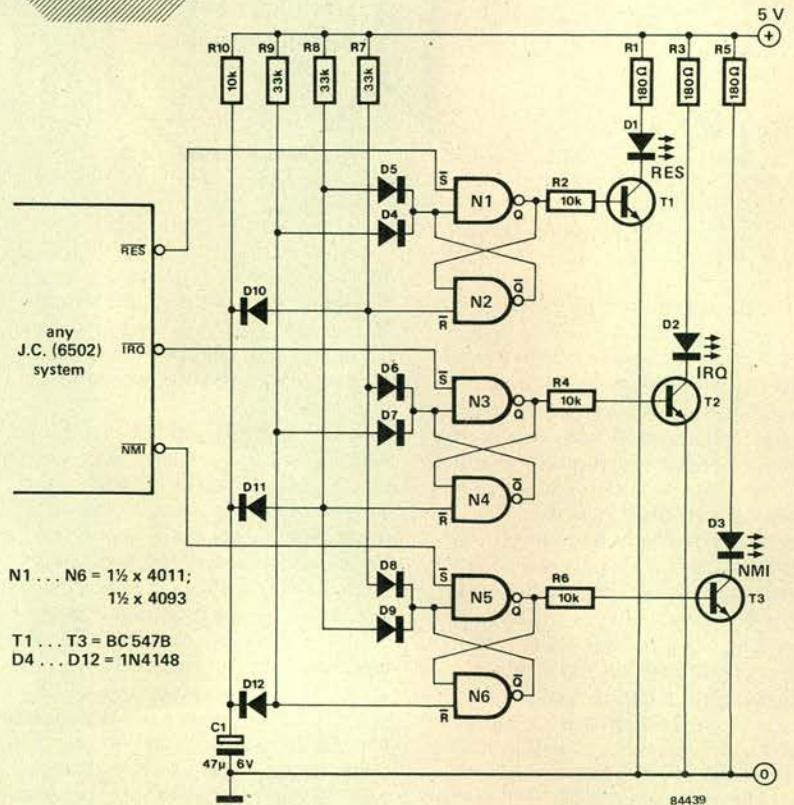 5 V
+
R10
R9
R8
R7
R1
R3
R5
10k
33k
33k
33k
180Ω
180Ω
180Ω
D1
RES
D5
S̅
N1
Q
R2
10k
T1
D4
R̅E̅S̅
N2
Q̅
R̅
D10
D2
IRQ
any
J.C. (6502)
system
I̅R̅Q̅
D6
S̅
N3
Q
R4
10k
T2
D7
N̅M̅I̅
N4
Q̅
R̅
D11
D3
NMI
D8
S̅
N5
Q
R6
10k
T3
D9
N1 . . . N6 = 1½ x 4011;
1½ x 4093
T1 . . . T3 = BC 547B
D4 . . . D12 = 1N4148
N6
Q̅
R̅
D12
C1
47µ 6V
0
84439